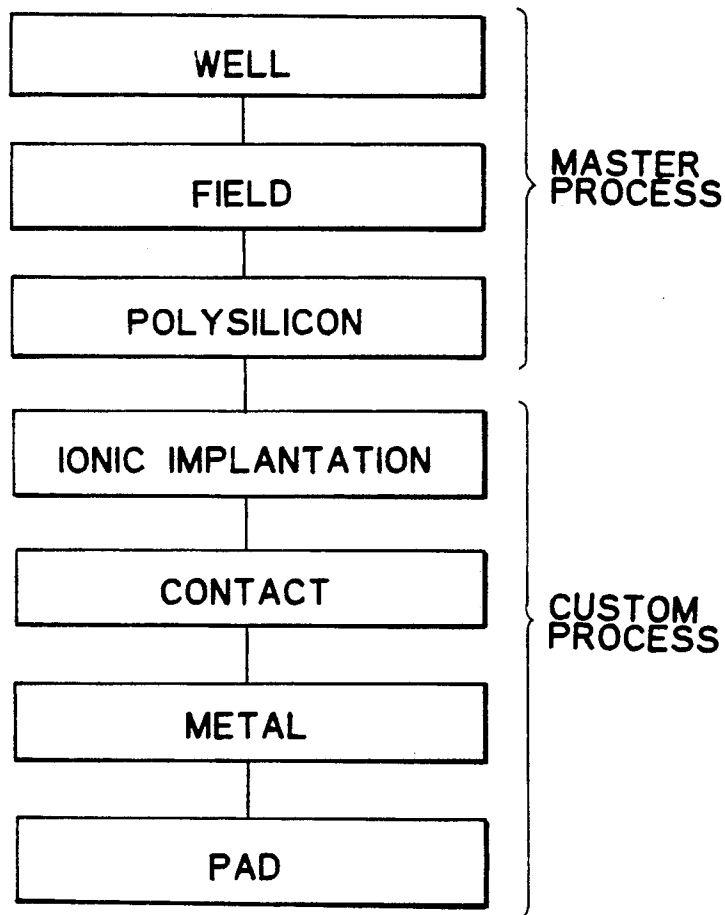 WELL
FIELD
POLYSILICON
MASTER
PROCESS
IONIC IMPLANTATION
CONTACT
METAL
PAD
CUSTOM
PROCESS